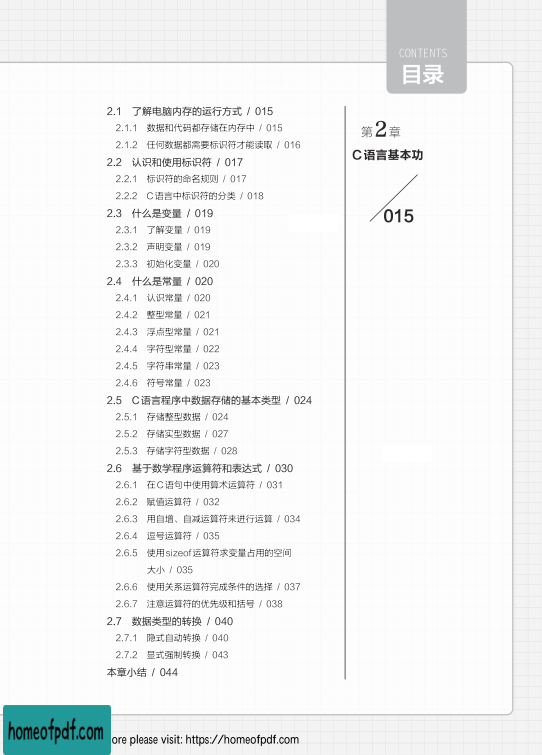 CONTENTS
目录
2.1 了解电脑内存的运行方式 / 015
2.1.1 数据和代码都存储在内存中 / 015
2.1.2 任何数据都需要标识符才能读取 / 016
2.2 认识和使用标识符 / 017
2.2.1 标识符的命名规则 / 017
2.2.2 C语言中标识符的分类 / 018
2.3 什么是变量 / 019
2.3.1 了解变量 / 019
2.3.2 声明变量 / 019
2.3.3 初始化变量 / 020
2.4 什么是常量 / 020
2.4.1 认识常量 / 020
2.4.2 整型常量 / 021
2.4.3 浮点型常量 / 021
2.4.4 字符型常量 / 022
2.4.5 字符串常量 / 023
2.4.6 符号常量 / 023
2.5 C语言程序中数据存储的基本类型 / 024
2.5.1 存储整型数据 / 024
2.5.2 存储实型数据 / 027
2.5.3 存储字符型数据 / 028
2.6 基于数学程序运算符和表达式 / 030
2.6.1 在C语句中使用算术运算符 / 031
2.6.2 赋值运算符 / 032
2.6.3 用自增、自减运算符来进行运算 / 034
2.6.4 逗号运算符 / 035
2.6.5 使用sizeof运算符求变量占用的空间
大小 / 035
2.6.6 使用关系运算符完成条件的选择 / 037
2.6.7 注意运算符的优先级和括号 / 038
2.7 数据类型的转换 / 040
2.7.1 隐式自动转换 / 040
2.7.2 显式强制转换 / 043
本章小结 / 044
第2章
C语言基本功
015
homeofpdf.com
ore please visit: https://homeofpdf.com